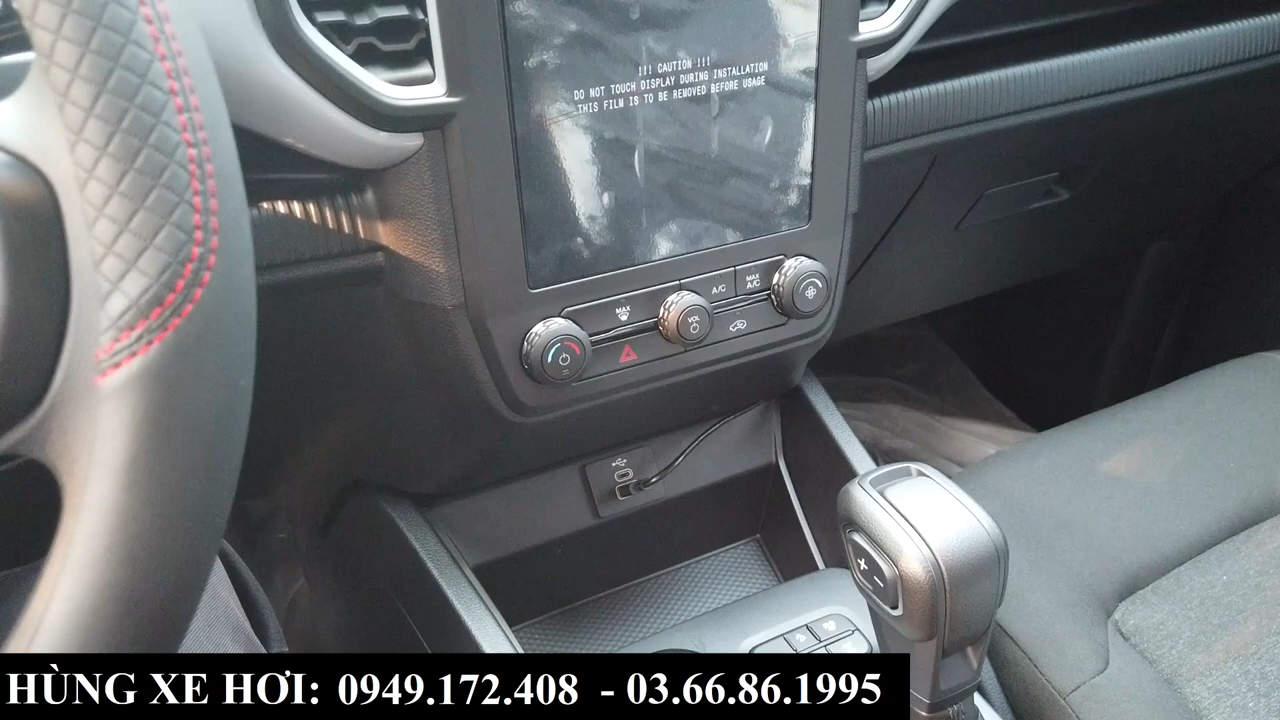 !!! CAUTION !!!
DO NOT TOUCH DISPLAY DURING INSTALLATION
THIS FILM IS TO BE REMOVED BEFORE USAGE
MAX
A/C
MAX
A/C
VOL
+ −
HÙNG XE HƠI: 0949.172.408 - 03.66.86.1995